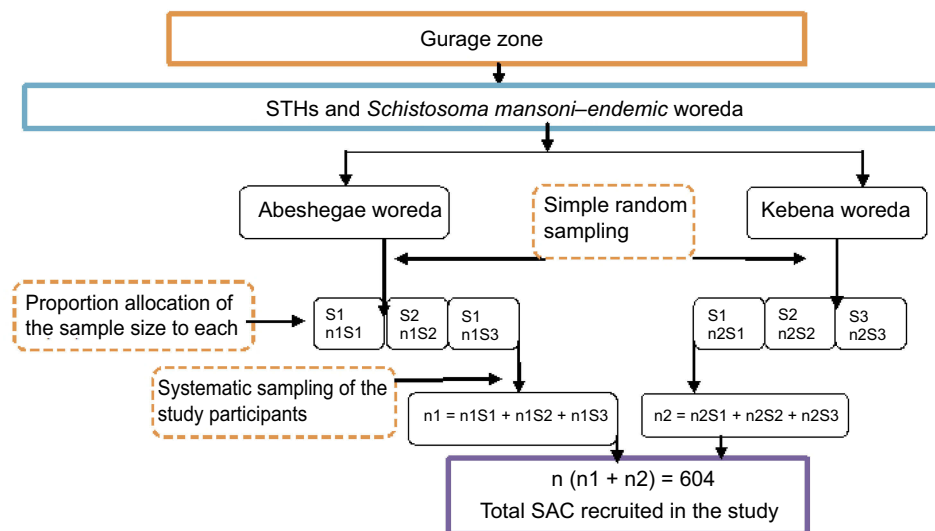 Gurage zone
STHs and Schistosoma mansoni–endemic woreda
Abeshegae woreda
Simple random
sampling
Kebena woreda
Proportion allocation of
the sample size to each
S1
n1S1
S2
n1S2
S1
n1S3
S1
n2S1
S2
n2S2
S3
n2S3
Systematic sampling of the
study participants
n1 = n1S1 + n1S2 + n1S3
n2 = n2S1 + n2S2 + n2S3
n (n1 + n2) = 604
Total SAC recruited in the study